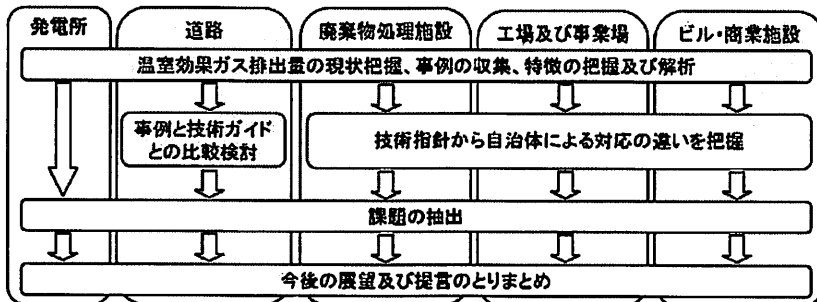 発電所
道路
廃棄物処理施設
工場及び事業場
ビル・商業施設
温室効果ガス排出量の現状把握、事例の収集、特徴の把握及び解析
事例と技術ガイド
との比較検討
技術指針から自治体による対応の違いを把握
課題の抽出
今後の展望及び提言のとりまとめ